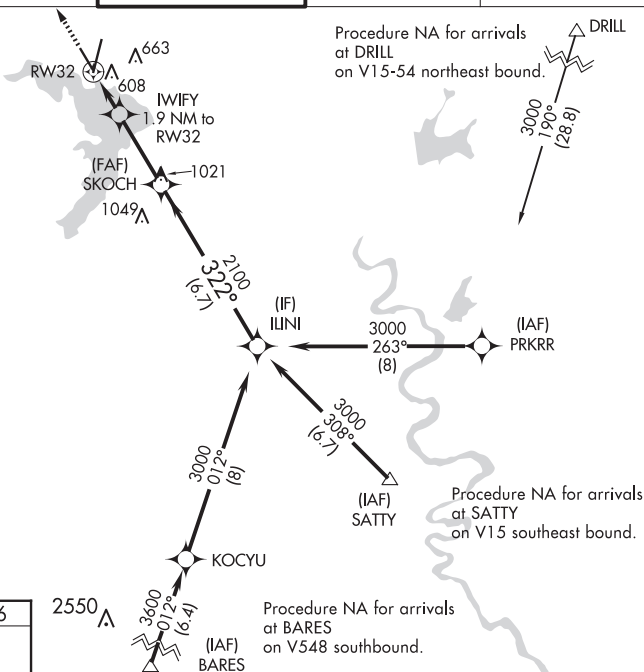 Procedure NA for arrivals
at DRILL
on V15-54 northeast bound.
DRILL
3000
190°
(28.8)
663
RW32
608
IWIFY
1.9 NM to
RW32
(FAF)
SKOCH
1021
1049
2100
322°
(6.7)
(IF)
ILINI
3000
263°
(8)
(IAF)
PRKRR
3000
308°
(6.7)
(IAF)
SATTY
Procedure NA for arrivals
at SATTY
on V15 southeast bound.
3000
012°
(8)
KOCYU
3600
012°
(6.4)
(IAF)
BARES
Procedure NA for arrivals
at BARES
on V548 southbound.
2550
6